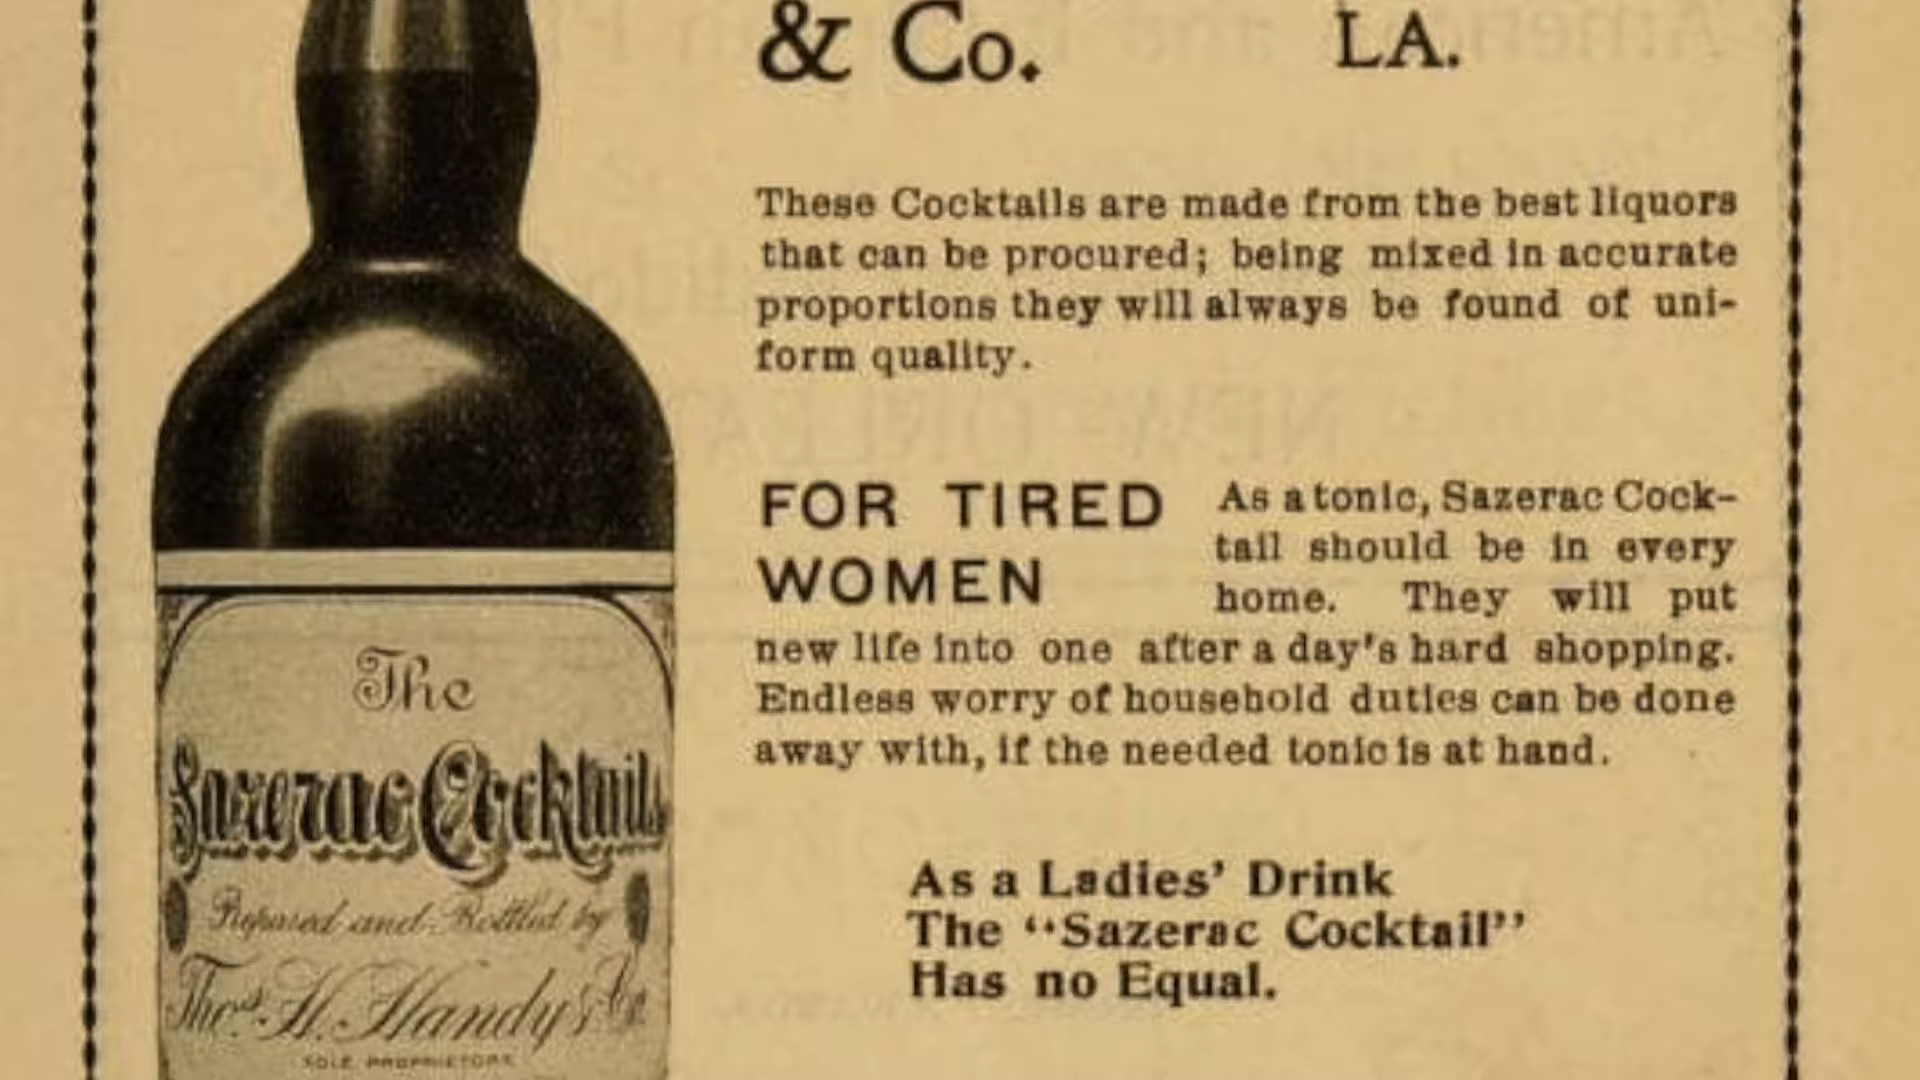 & Co.
LA.
These Cocktails are made from the best liquors
that can be procured; being mixed in accurate
proportions they will always be found of uni-
form quality.
FOR TIRED
WOMEN
As a tonic, Sazerac Cock-
tail should be in every
home. They will put
new life into one after a day's hard shopping.
Endless worry of household duties can be done
away with, if the needed tonic is at hand.
As a Ladies' Drink
The “Sazerac Cocktail”
Has no Equal.
The
Sazerac Cocktails
Prepared and Bottled by
Thos. H. Handy & Co.
SOLE PROPRIETORS